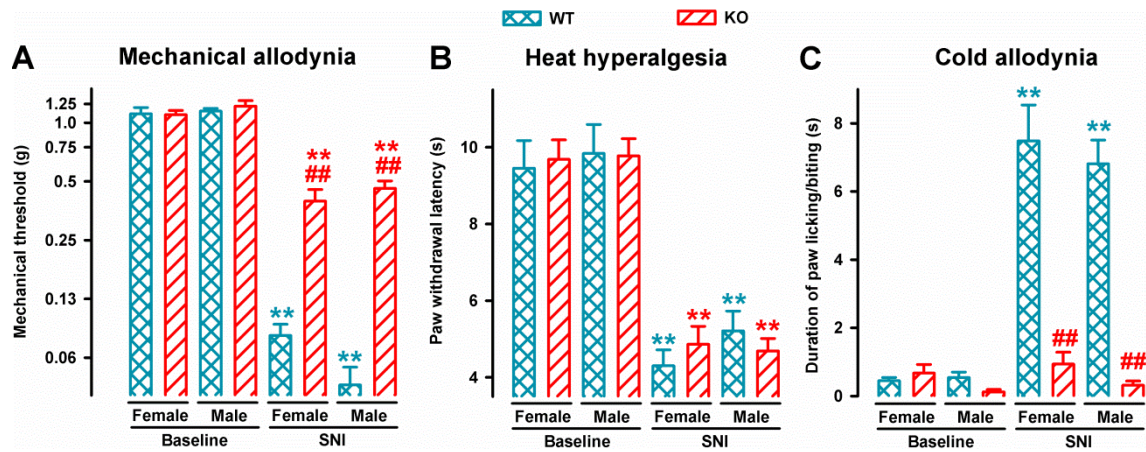 WT KO
A Mechanical allodynia
Mechanical threshold (g)
1.25
1.0
0.75
0.5
0.25
0.13
0.06
**
**
**
##
**
##
Female Male Female Male
Baseline SNI
B Heat hyperalgesia
Paw withdrawal latency (s)
10
8
6
4
**
**
**
**
Female Male Female Male
Baseline SNI
C Cold allodynia
Duration of paw licking/biting (s)
8
6
4
2
0
**
##
**
##
Female Male Female Male
Baseline SNI